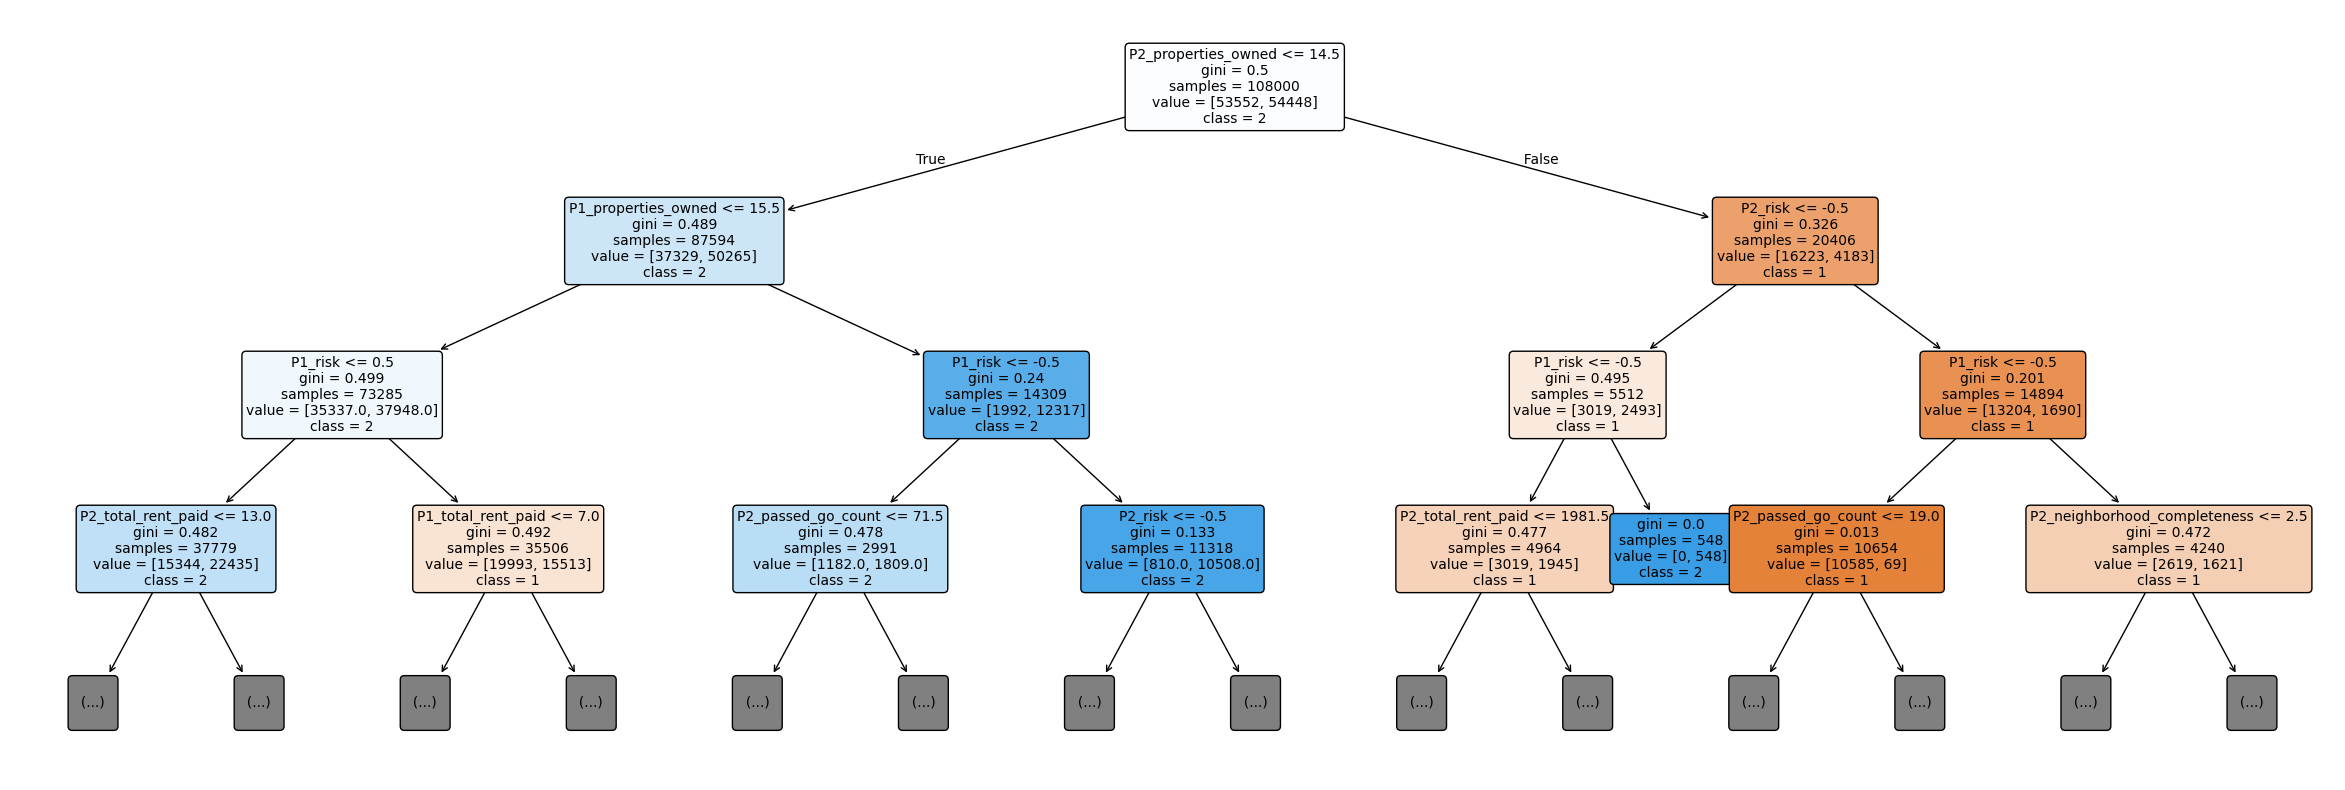 P2_properties_owned <= 14.5
gini = 0.5
samples = 108000
value = [53552, 54448]
class = 2
True
False
P1_properties_owned <= 15.5
gini = 0.489
samples = 87594
value = [37329, 50265]
class = 2
P2_risk <= -0.5
gini = 0.326
samples = 20406
value = [16223, 4183]
class = 1
P1_risk <= 0.5
gini = 0.499
samples = 73285
value = [35337.0, 37948.0]
class = 2
P1_risk <= -0.5
gini = 0.24
samples = 14309
value = [1992, 12317]
class = 2
P1_risk <= -0.5
gini = 0.495
samples = 5512
value = [3019, 2493]
class = 1
P1_risk <= -0.5
gini = 0.201
samples = 14894
value = [13204, 1690]
class = 1
P2_total_rent_paid <= 13.0
gini = 0.482
samples = 37779
value = [15344, 22435]
class = 2
P1_total_rent_paid <= 7.0
gini = 0.492
samples = 35506
value = [19993, 15513]
class = 1
P2_passed_go_count <= 71.5
gini = 0.478
samples = 2991
value = [1182.0, 1809.0]
class = 2
P2_risk <= -0.5
gini = 0.133
samples = 11318
value = [810.0, 10508.0]
class = 2
P2_total_rent_paid <= 1981.5
gini = 0.477
samples = 4964
value = [3019, 1945]
class = 1
gini = 0.0
samples = 548
value = [0, 548]
class = 2
P2_passed_go_count <= 19.0
gini = 0.013
samples = 10654
value = [10585, 69]
class = 1
P2_neighborhood_completeness <= 2.5
gini = 0.472
samples = 4240
value = [2619, 1621]
class = 1
(...)
(...)
(...)
(...)
(...)
(...)
(...)
(...)
(...)
(...)
(...)
(...)
(...)
(...)